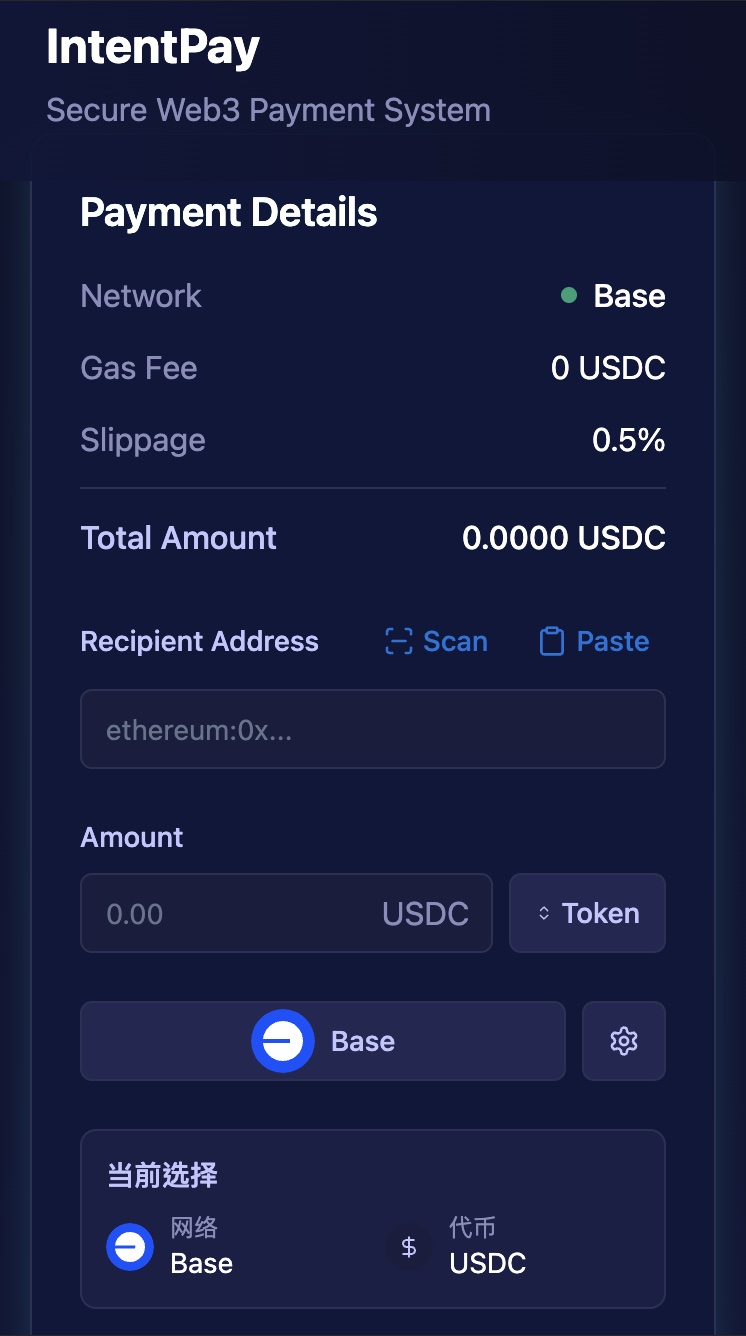 IntentPay
Secure Web3 Payment System
Payment Details
Network Base
Gas Fee 0 USDC
Slippage 0.5%
Total Amount 0.0000 USDC
Recipient Address Scan Paste
ethereum:0x...
Amount
0.00 USDC Token
Base
当前选择
网络 代币
Base $ USDC